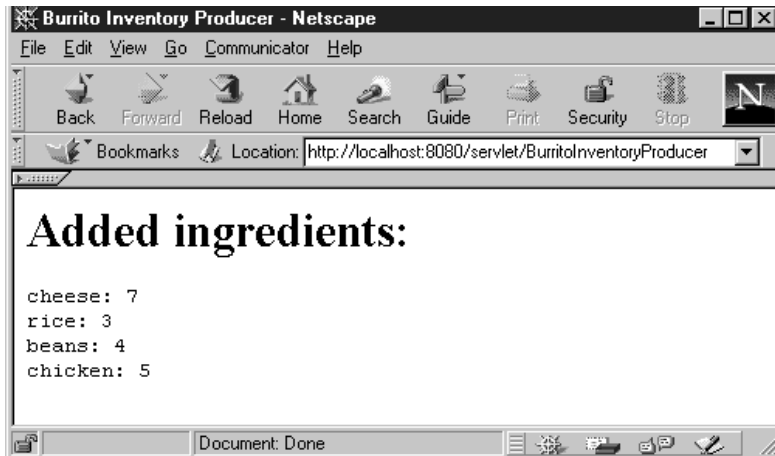 Burrito Inventory Producer - Netscape
File Edit View Go Communicator Help
Back Forward Reload Home Search Guide Print Security Stop
N
Bookmarks Location: http://localhost:8080/servlet/BurritoInventoryProducer
Added ingredients:
cheese: 7
rice: 3
beans: 4
chicken: 5
Document: Done